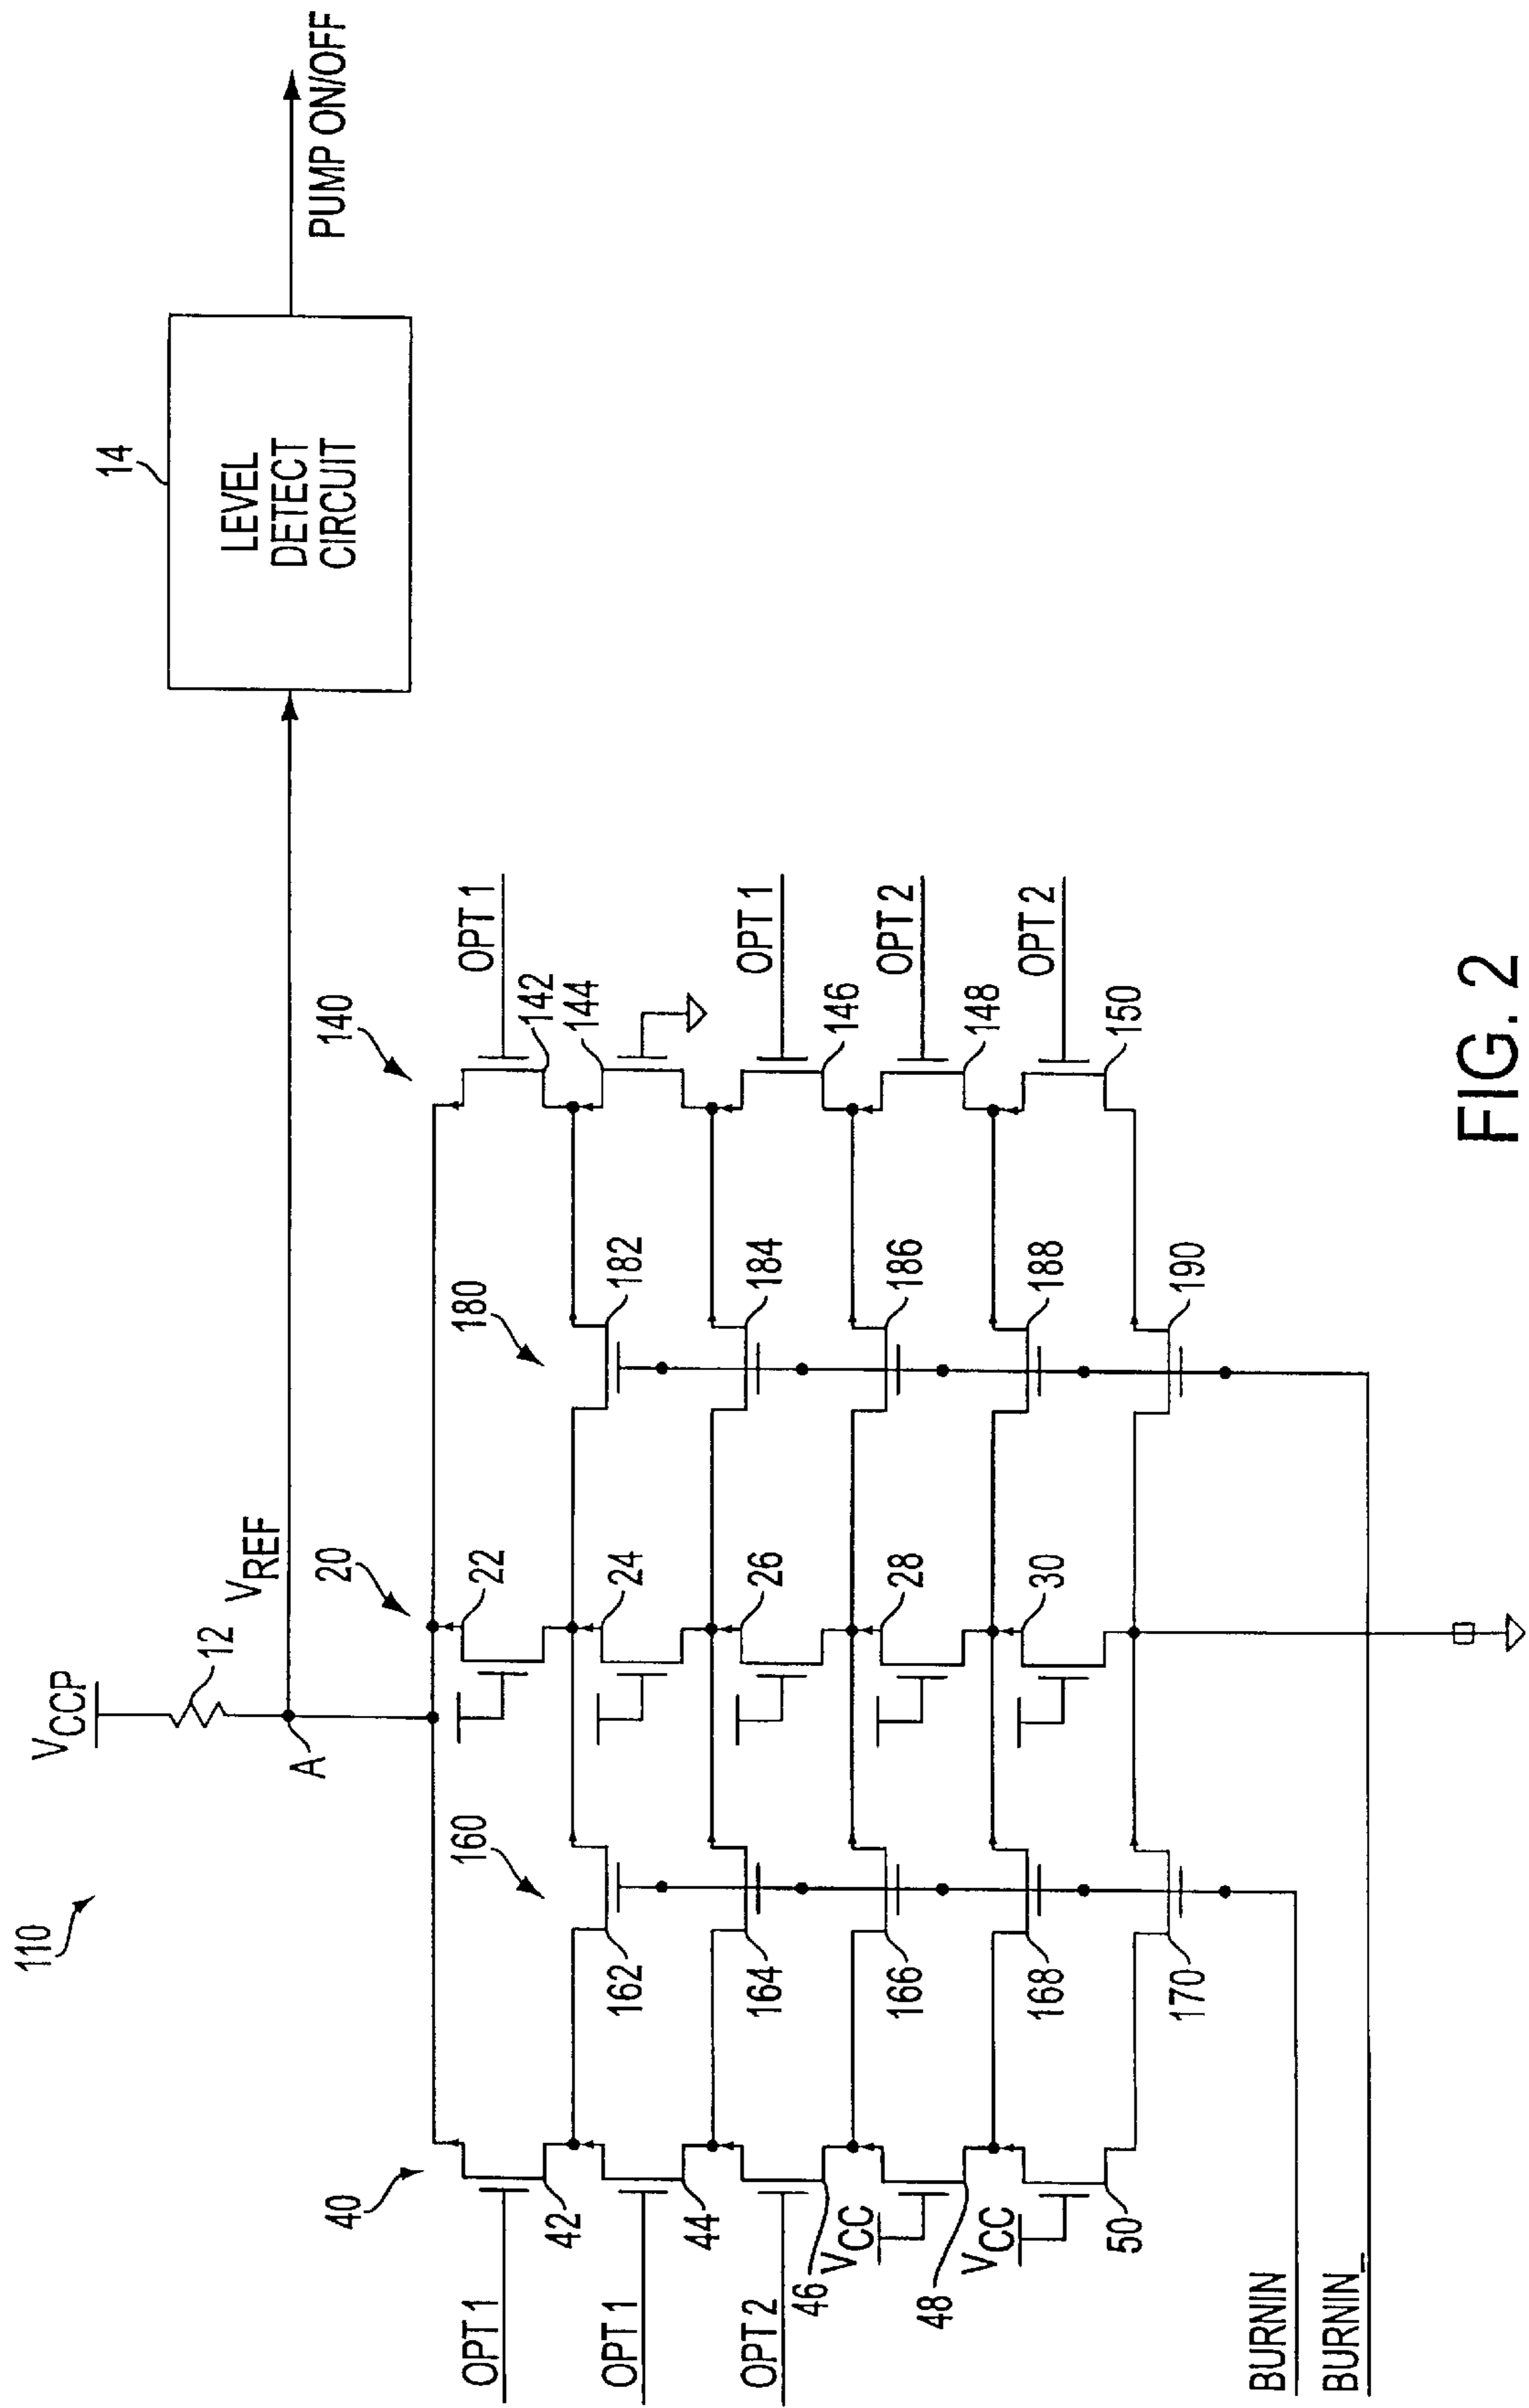 110
V_CCP
12
A
V_REF
14
LEVEL
DETECT
CIRCUIT
PUMP ON/OFF
40
160
20
180
140
OPT 1
42
162
22
182
142
OPT 1
OPT 1
44
164
24
184
144
OPT 2
46
166
26
186
146
OPT 1
V_CC
48
168
28
188
148
OPT 2
V_CC
50
170
30
190
150
OPT 2
BURNIN
BURNIN_
FIG. 2